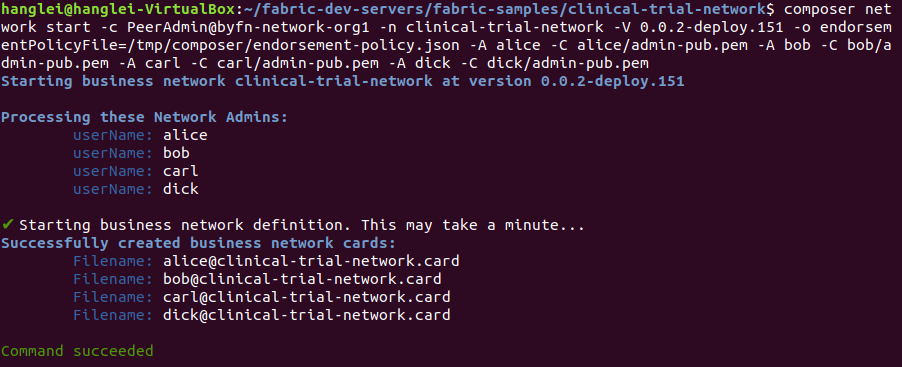 hanglei@hanglei-VirtualBox:~/fabric-dev-servers/fabric-samples/clinical-trial-network$ composer net
work start -c PeerAdmin@byfn-network-org1 -n clinical-trial-network -V 0.0.2-deploy.151 -o endorsem
entPolicyFile=/tmp/composer/endorsement-policy.json -A alice -C alice/admin-pub.pem -A bob -C bob/a
dmin-pub.pem -A carl -C carl/admin-pub.pem -A dick -C dick/admin-pub.pem
Starting business network clinical-trial-network at version 0.0.2-deploy.151
Processing these Network Admins:
userName: alice
userName: bob
userName: carl
userName: dick
✔ Starting business network definition. This may take a minute...
Successfully created business network cards:
Filename: alice@clinical-trial-network.card
Filename: bob@clinical-trial-network.card
Filename: carl@clinical-trial-network.card
Filename: dick@clinical-trial-network.card
Command succeeded